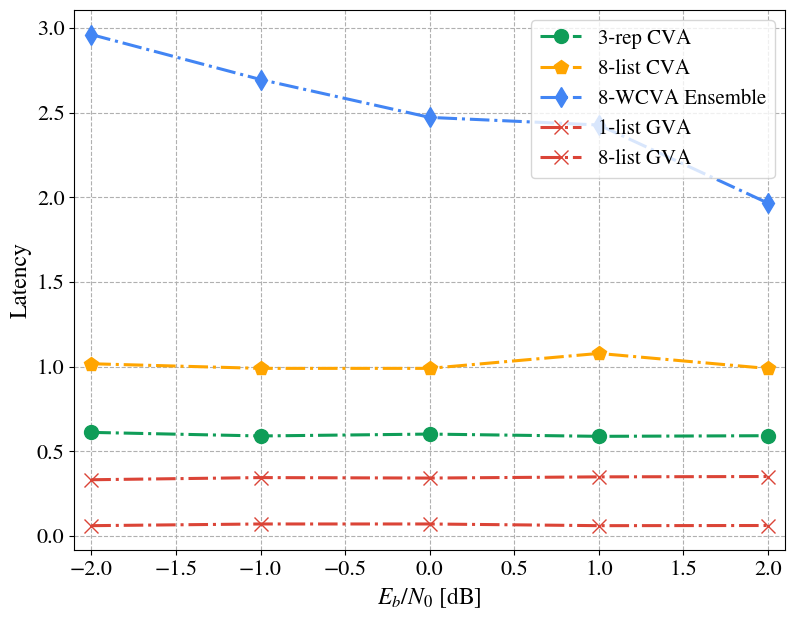 3.0
2.5
2.0
1.5
1.0
0.5
0.0
Latency
3-rep CVA
8-list CVA
8-WCVA Ensemble
1-list GVA
8-list GVA
−2.0 −1.5 −1.0 −0.5 0.0 0.5 1.0 1.5 2.0
E_b/N_0 [dB]